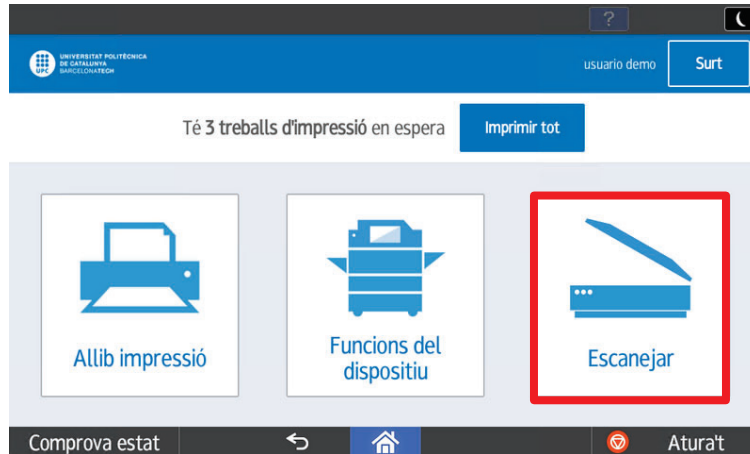 ?
UNIVERSITAT POLITÈCNICA
DE CATALUNYA
BARCELONATECH
UPC
usuario demo
Surt
Té 3 treballs d'impressió en espera
Imprimir tot
Allib impressió
Funcions del
dispositiu
Escanejar
Comprova estat
Atura't